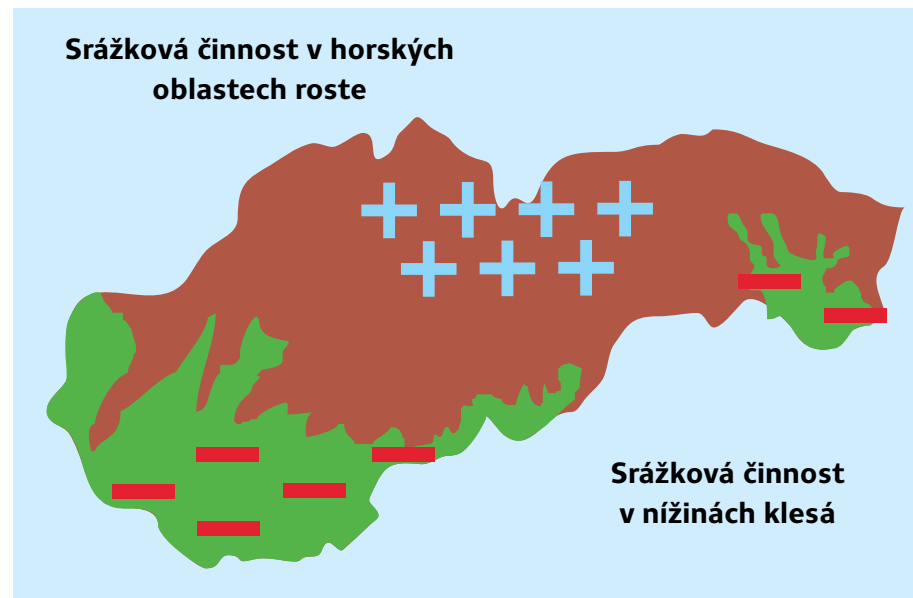 Srážková činnost v horských
oblastech roste
Srážková činnost
v nížinách klesá